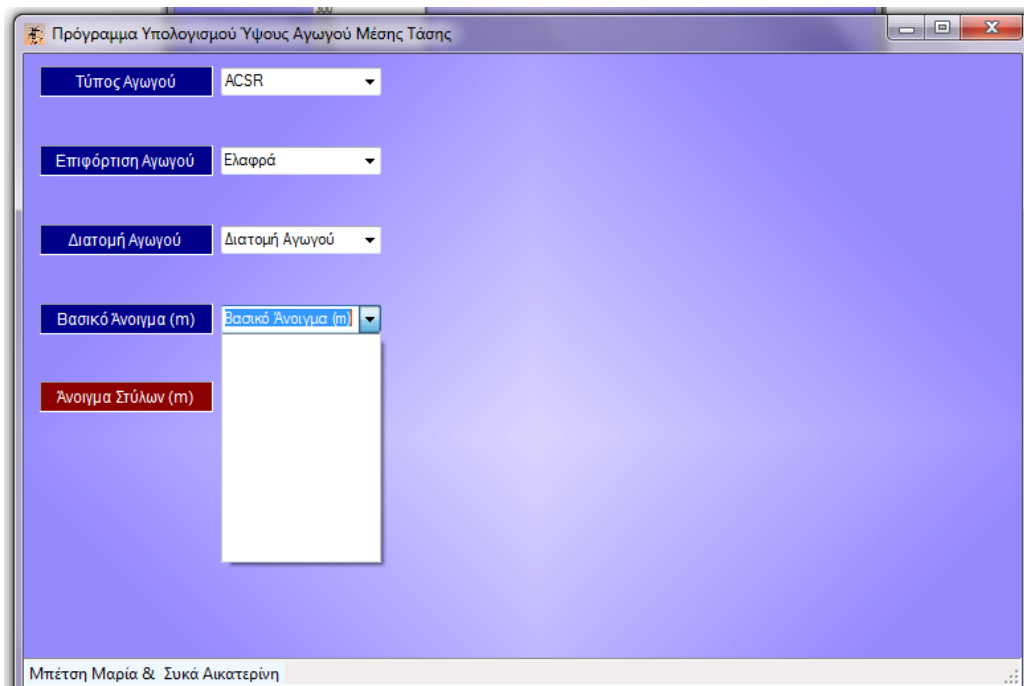 300
Πρόγραμμα Υπολογισμού Ύψους Αγωγού Μέσης Τάσης
Τύπος Αγωγού ACSR
Επιφόρτιση Αγωγού Ελαφρά
Διατομή Αγωγού Διατομή Αγωγού
Βασικό Άνοιγμα (m) Βασικό Άνοιγμα (m)
Άνοιγμα Στύλων (m)
Μπέτση Μαρία & Συκά Αικατερίνη